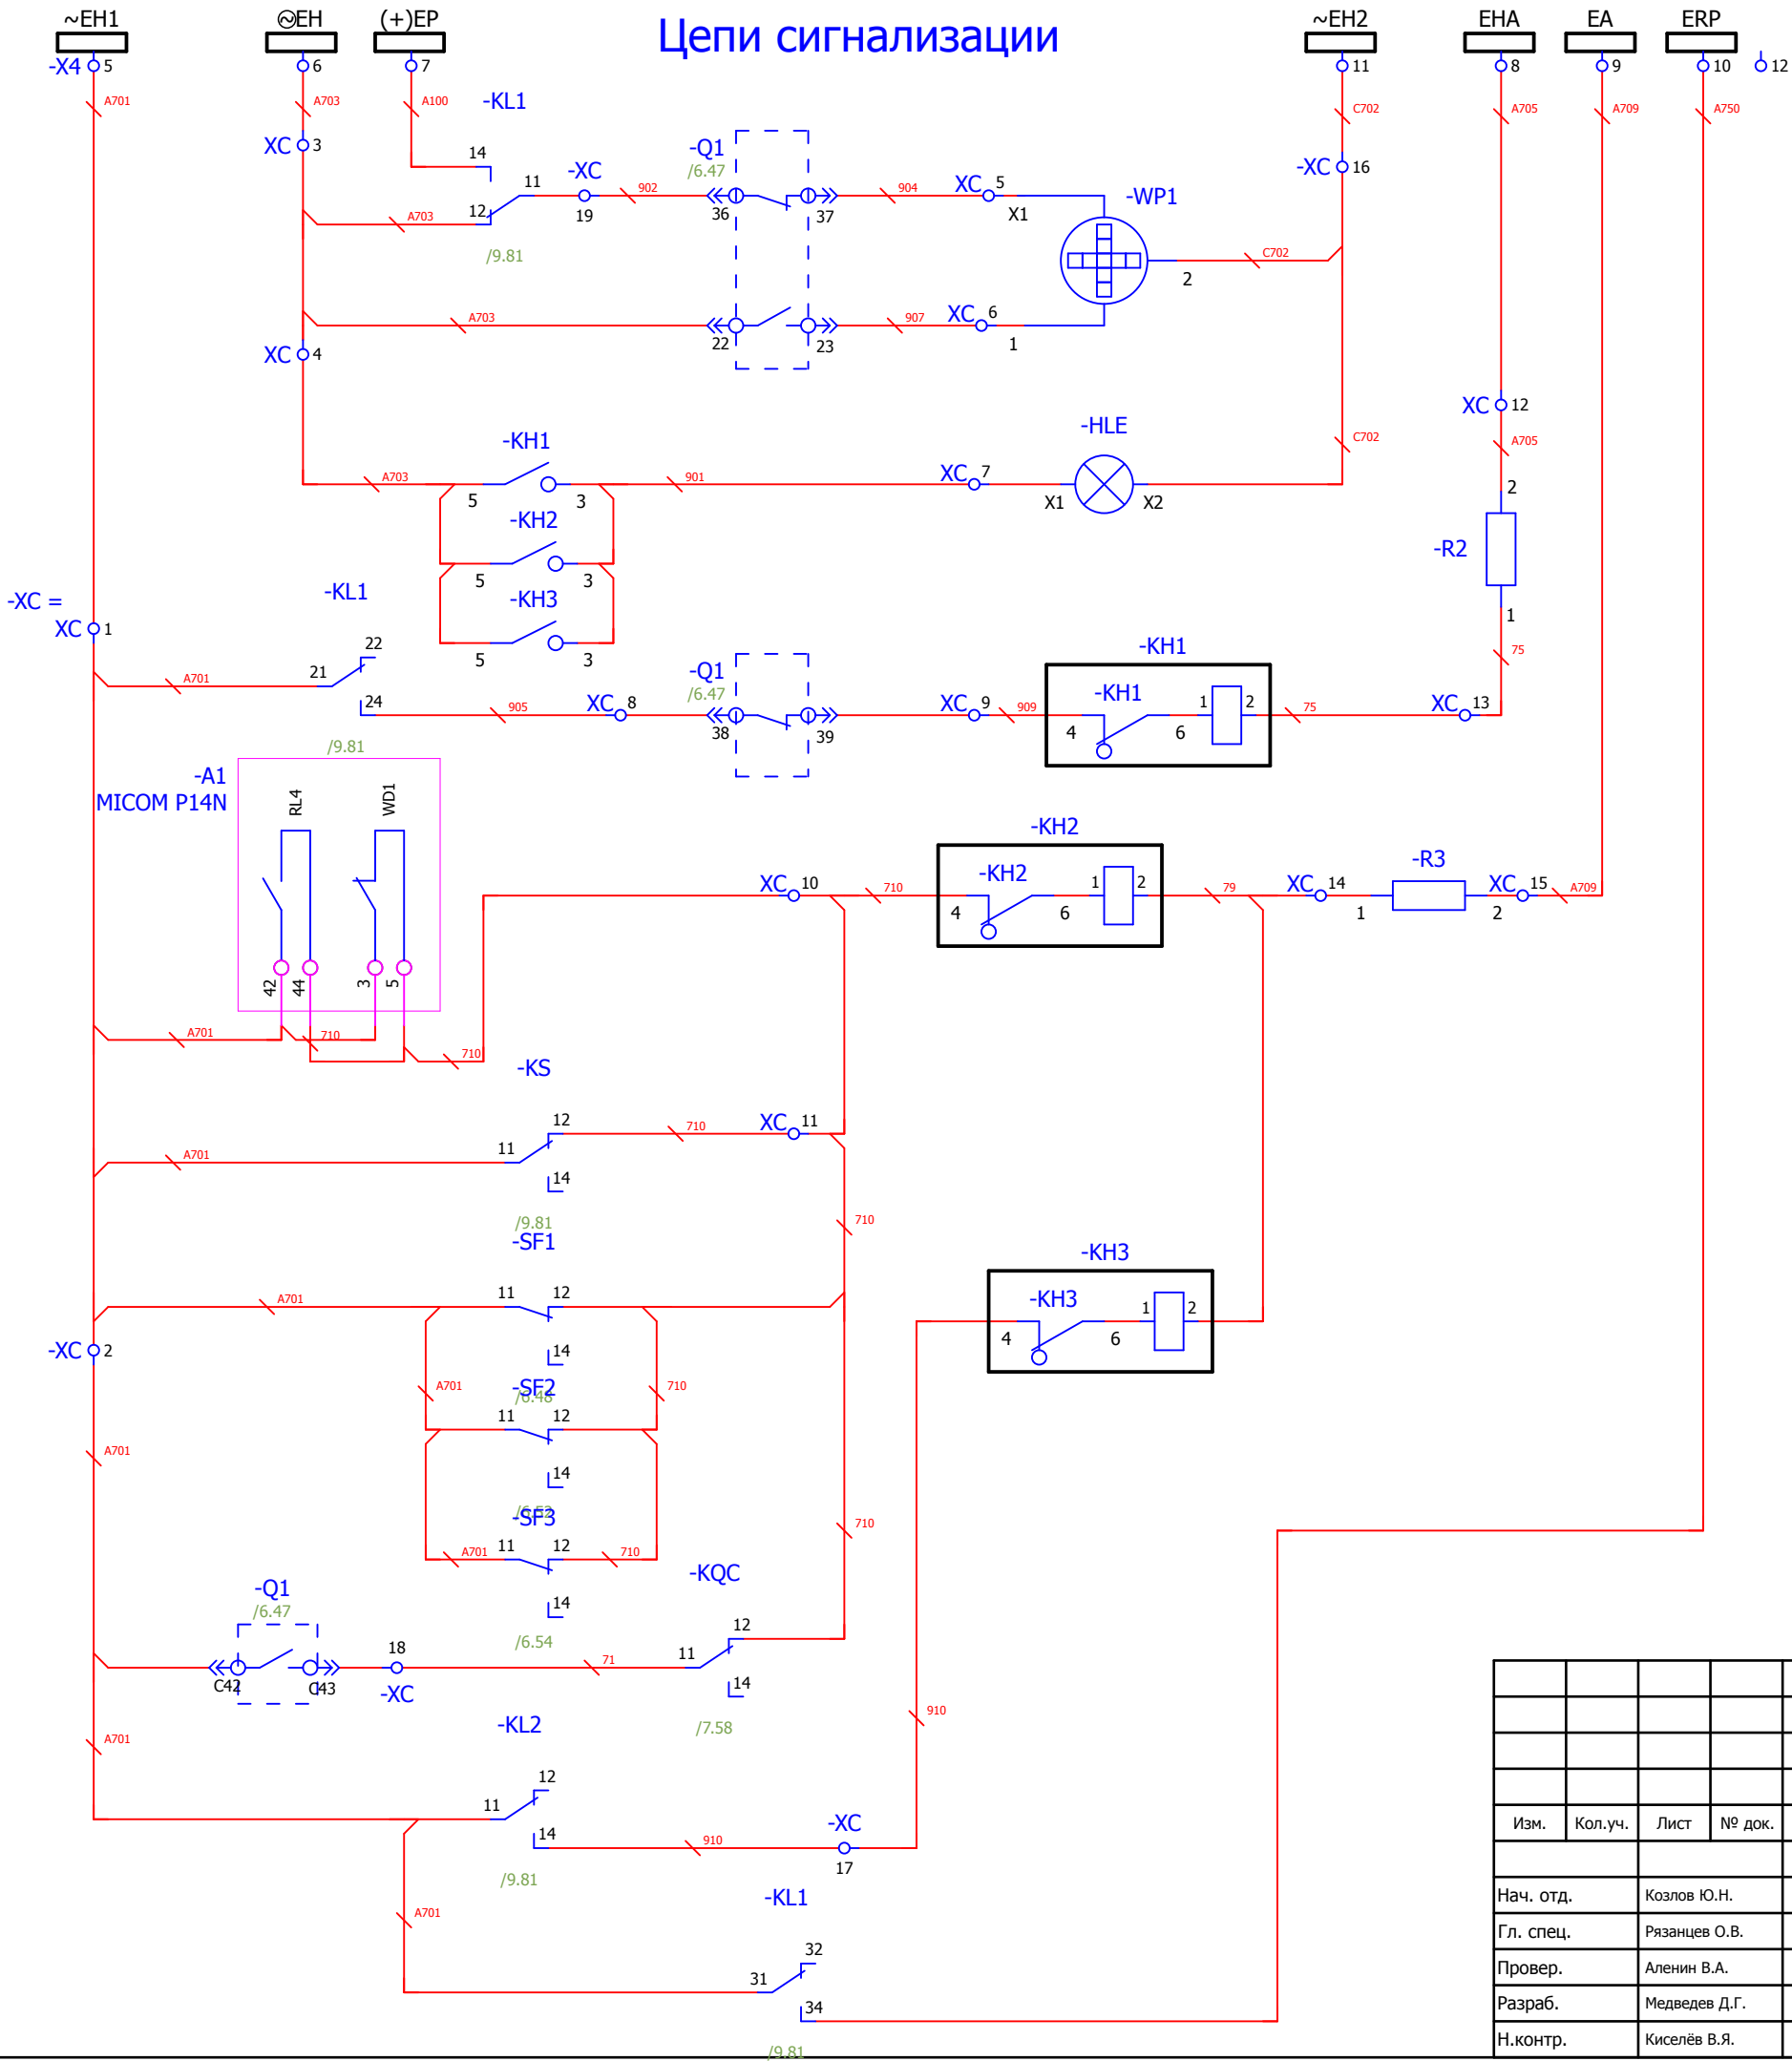 Цепи сигнализации
~EH1
EH
(+)EP
~EH2
EHA
EA
ERP
-X4
5
6
7
11
8
9
10
12
A701
A703
A100
-KL1
C702
A705
A709
A750
XC
3
14
-XC
11
-Q1
/6.47
-XC
16
902
904
XC
5
-WP1
12
A703
19
36
37
X1
/9.81
C702
2
A703
907
XC
6
22
23
1
XC
4
XC
12
-KH1
-HLE
C702
A705
A703
901
XC
7
5
3
X1
X2
2
-KH2
-R2
5
3
-KL1
-KH3
-XC =
XC
1
1
22
5
3
-Q1
/6.47
-KH1
75
21
A701
-KH1
24
905
XC
8
XC
9
909
1
2
75
XC
13
38
39
4
6
/9.81
-A1
MICOM P14N
RL4
WD1
-KH2
-R3
-KH2
XC
10
710
1
2
79
XC
14
XC
15
A709
4
6
1
2
42
44
3
5
A701
710
710
-KS
12
710
XC
11
11
A701
14
/9.81
710
-SF1
-KH3
A701
11
12
-KH3
1
2
4
6
-XC
2
14
A701
-SF2
/6.48
710
11
12
A701
14
-SF3
710
A701
11
12
710
-KQC
-Q1
/6.47
14
/6.54
12
18
11
71
C42
C43
-XC
14
-KL2
/7.58
910
A701
12
11
-XC
14
910
17
/9.81
-KL1
A701
32
31
34
/9.81
Изм.
Кол.уч.
Лист
№ док.
Нач. отд.
Козлов Ю.Н.
Гл. спец.
Рязанцев О.В.
Провер.
Аленин В.А.
Разраб.
Медведев Д.Г.
Н.контр.
Киселёв В.Я.